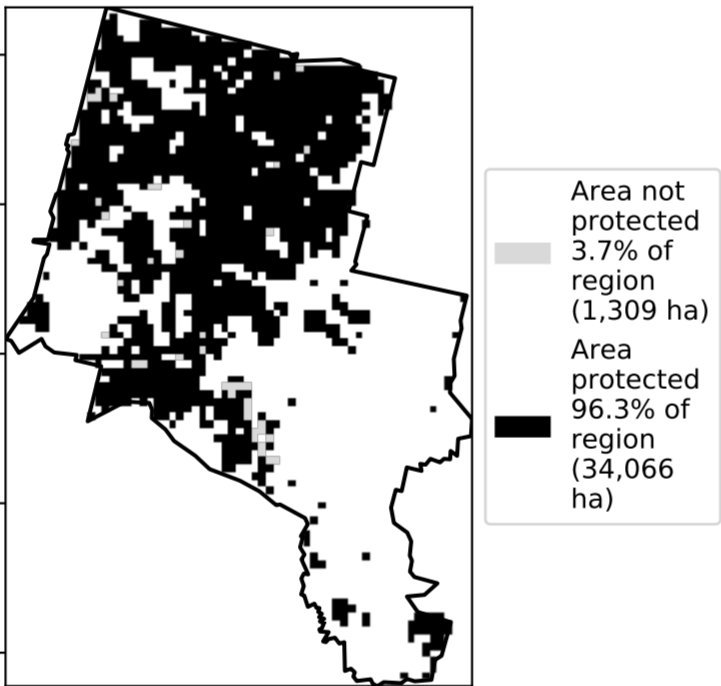 Area not
protected
3.7% of
region
(1,309 ha)
Area
protected
96.3% of
region
(34,066
ha)